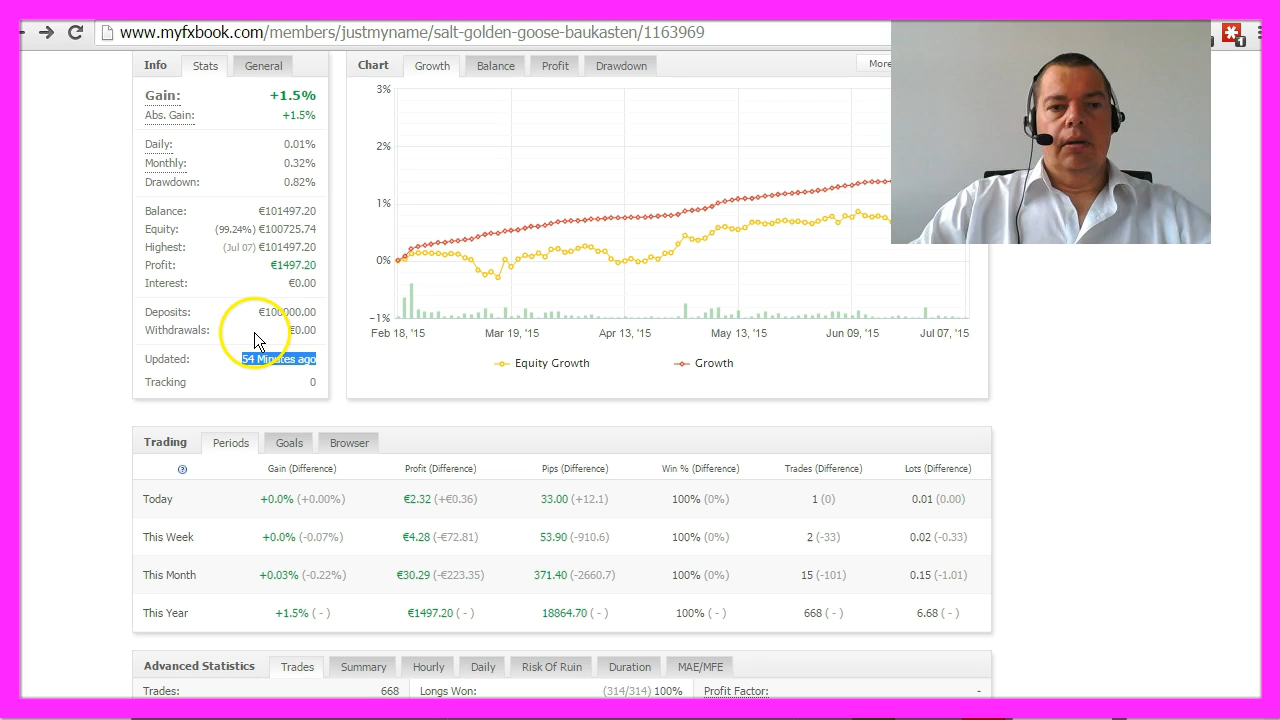 www.myfxbook.com/members/justmyname/salt-golden-goose-baukasten/1163969
Info Stats General
Gain: +1.5%
Abs. Gain: +1.5%
Daily: 0.01%
Monthly: 0.32%
Drawdown: 0.82%
Balance: €101497.20
Equity: (99.24%) €100725.74
Highest: (Jul 07) €101497.20
Profit: €1497.20
Interest: €0.00
Deposits: €100000.00
Withdrawals: €0.00
Updated: 54 Minutes ago
Tracking 0
Chart Growth Balance Profit Drawdown More
3%
2%
1%
0%
-1%
Feb 18, '15 Mar 19, '15 Apr 13, '15 May 13, '15 Jun 09, '15 Jul 07, '15
Equity Growth Growth
Trading Periods Goals Browser
Gain (Difference) Profit (Difference) Pips (Difference) Win % (Difference) Trades (Difference) Lots (Difference)
Today +0.0% (+0.00%) €2.32 (+€0.36) 33.00 (+12.1) 100% (0%) 1 (0) 0.01 (0.00)
This Week +0.0% (-0.07%) €4.28 (-€72.81) 53.90 (-910.6) 100% (0%) 2 (-33) 0.02 (-0.33)
This Month +0.03% (-0.22%) €30.29 (-€223.35) 371.40 (-2660.7) 100% (0%) 15 (-101) 0.15 (-1.01)
This Year +1.5% ( - ) €1497.20 ( - ) 18864.70 ( - ) 100% ( - ) 668 ( - ) 6.68 ( - )
Advanced Statistics Trades Summary Hourly Daily Risk Of Ruin Duration MAE/MFE
Trades: 668 Longs Won: (314/314) 100% Profit Factor: -